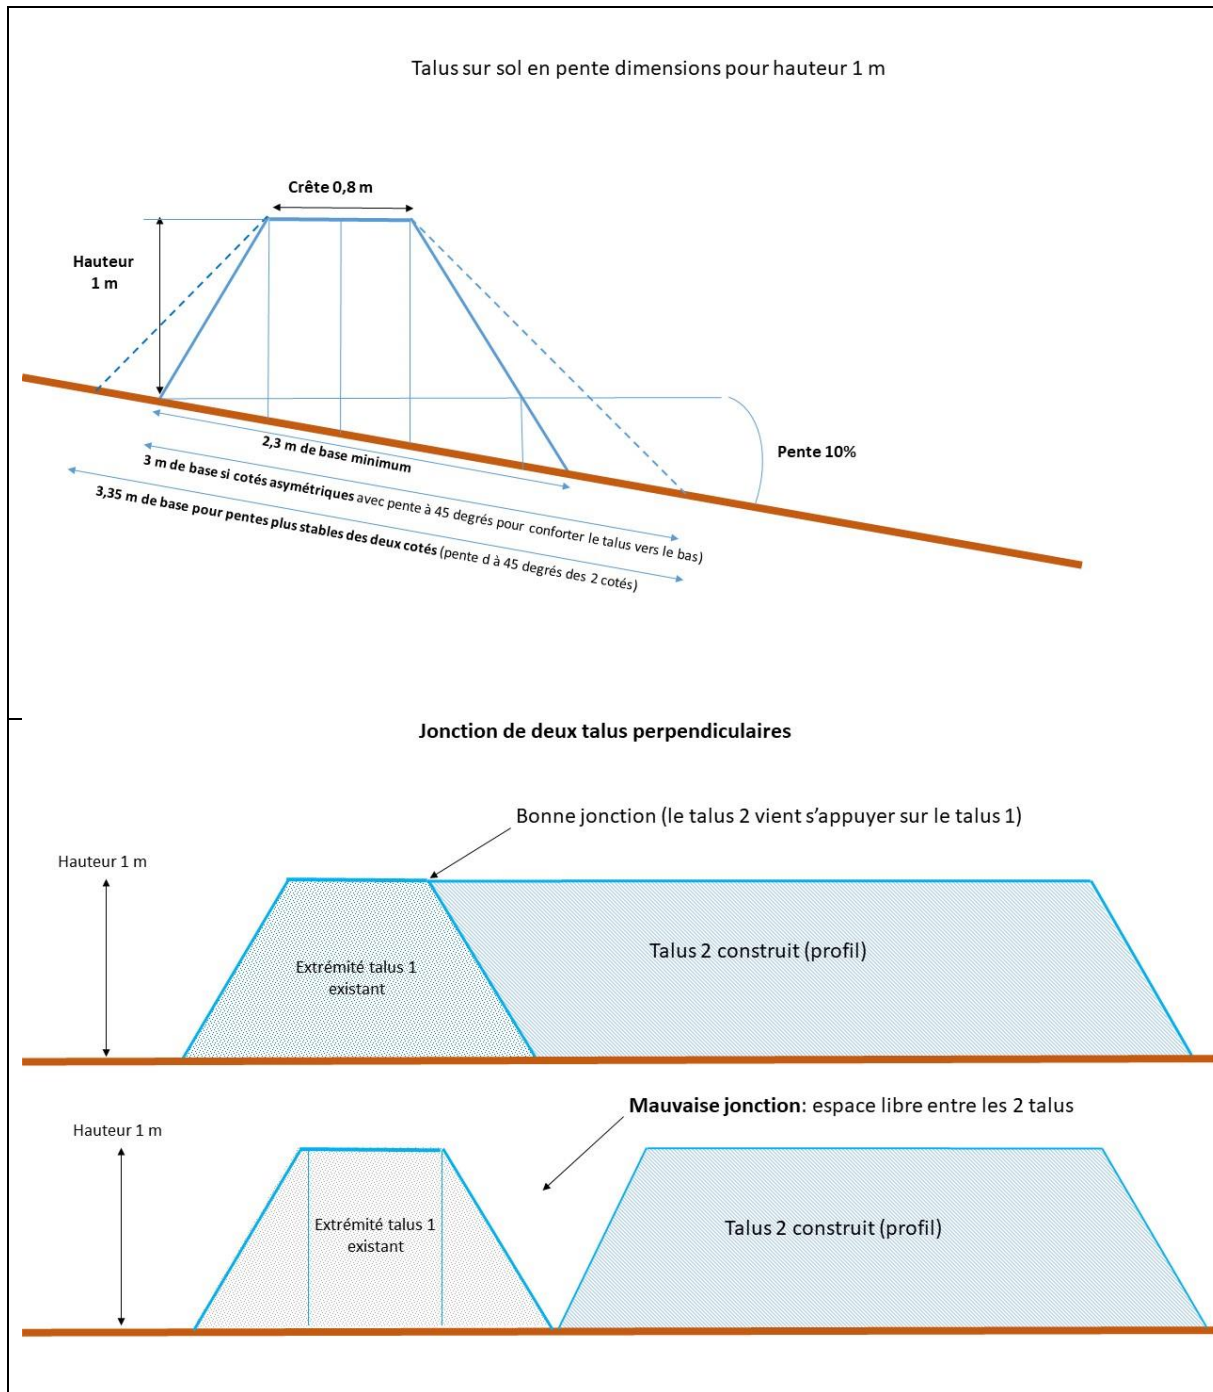 Talus sur sol en pente dimensions pour hauteur 1 m
Crête 0,8 m
Hauteur
1 m
2,3 m de base minimum
3 m de base si cotés asymétriques avec pente à 45 degrés pour conforter le talus vers le bas)
3,35 m de base pour pentes plus stables des deux cotés (pente d à 45 degrés des 2 cotés)
Pente 10%
Jonction de deux talus perpendiculaires
Bonne jonction (le talus 2 vient s’appuyer sur le talus 1)
Hauteur 1 m
Extrémité talus 1
existant
Talus 2 construit (profil)
Mauvaise jonction: espace libre entre les 2 talus
Hauteur 1 m
Extrémité talus 1
existant
Talus 2 construit (profil)